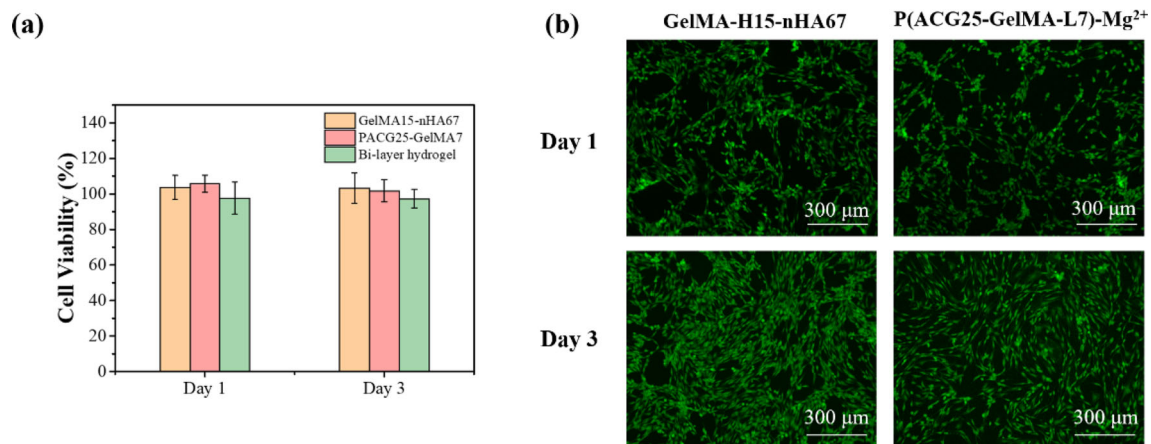 (a)
Cell Viability (%)
140
120
100
80
60
40
20
0
GelMA15-nHA67
PACG25-GelMA7
Bi-layer hydrogel
Day 1
Day 3
(b)
GelMA-H15-nHA67
P(ACG25-GelMA-L7)-Mg²⁺
Day 1
300 μm
300 μm
Day 3
300 μm
300 μm